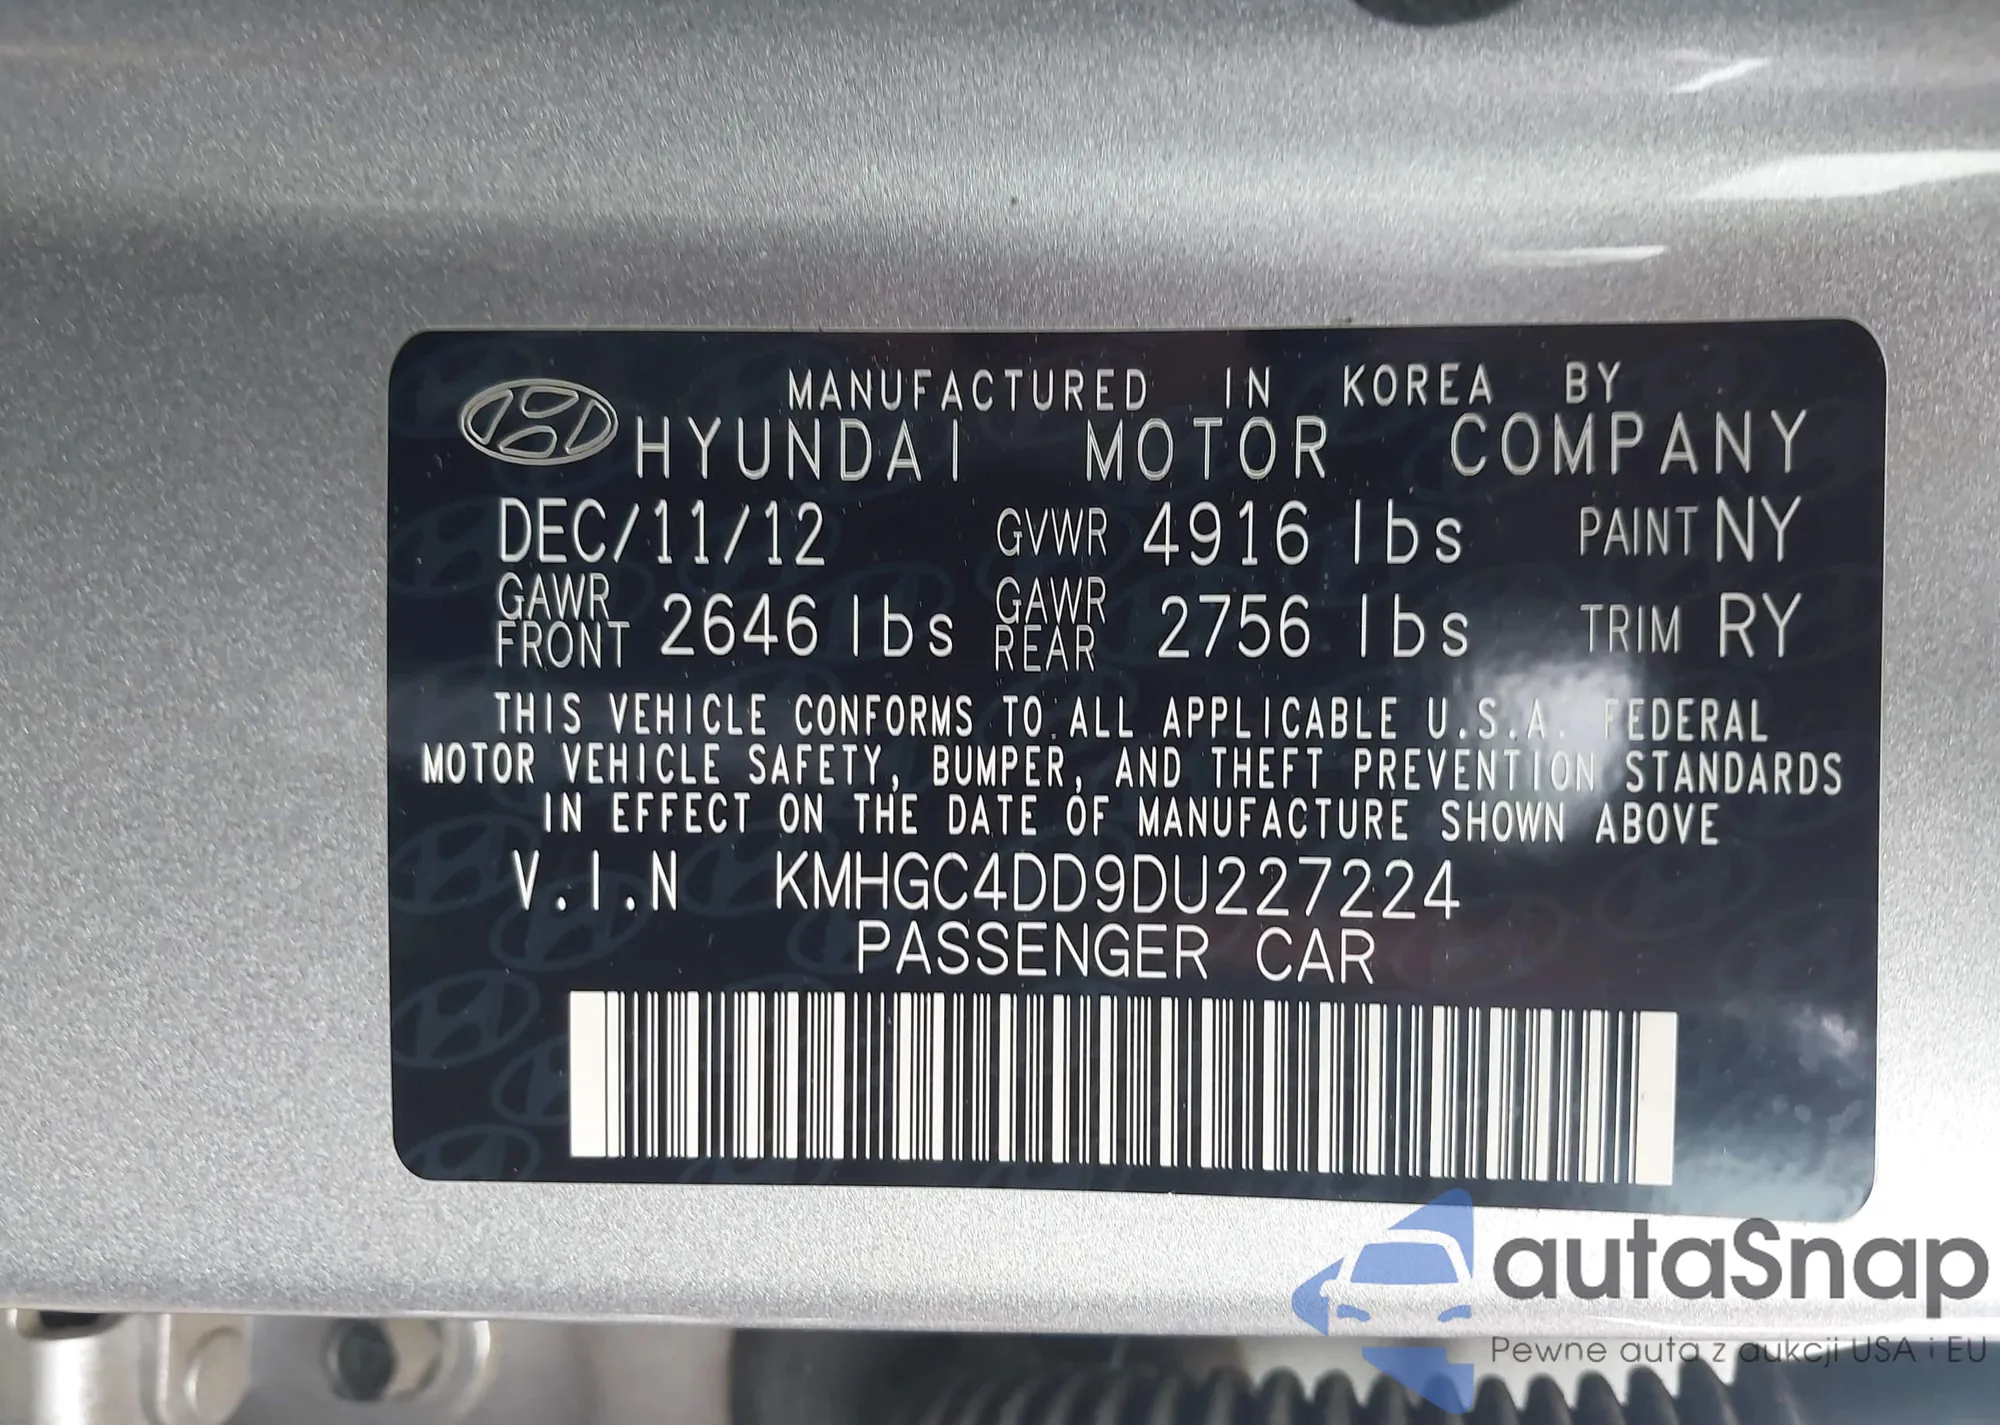 MANUFACTURED IN KOREA BY
HYUNDAI MOTOR COMPANY
DEC/11/12 GVWR 4916 lbs PAINT NY
GAWR FRONT 2646 lbs GAWR REAR 2756 lbs TRIM RY
THIS VEHICLE CONFORMS TO ALL APPLICABLE U.S.A. FEDERAL
MOTOR VEHICLE SAFETY, BUMPER, AND THEFT PREVENTION STANDARDS
IN EFFECT ON THE DATE OF MANUFACTURE SHOWN ABOVE
V.I.N KMHGC4DD9DU227224
PASSENGER CAR
autaSnap
Pewne auta z aukcji USA i EU